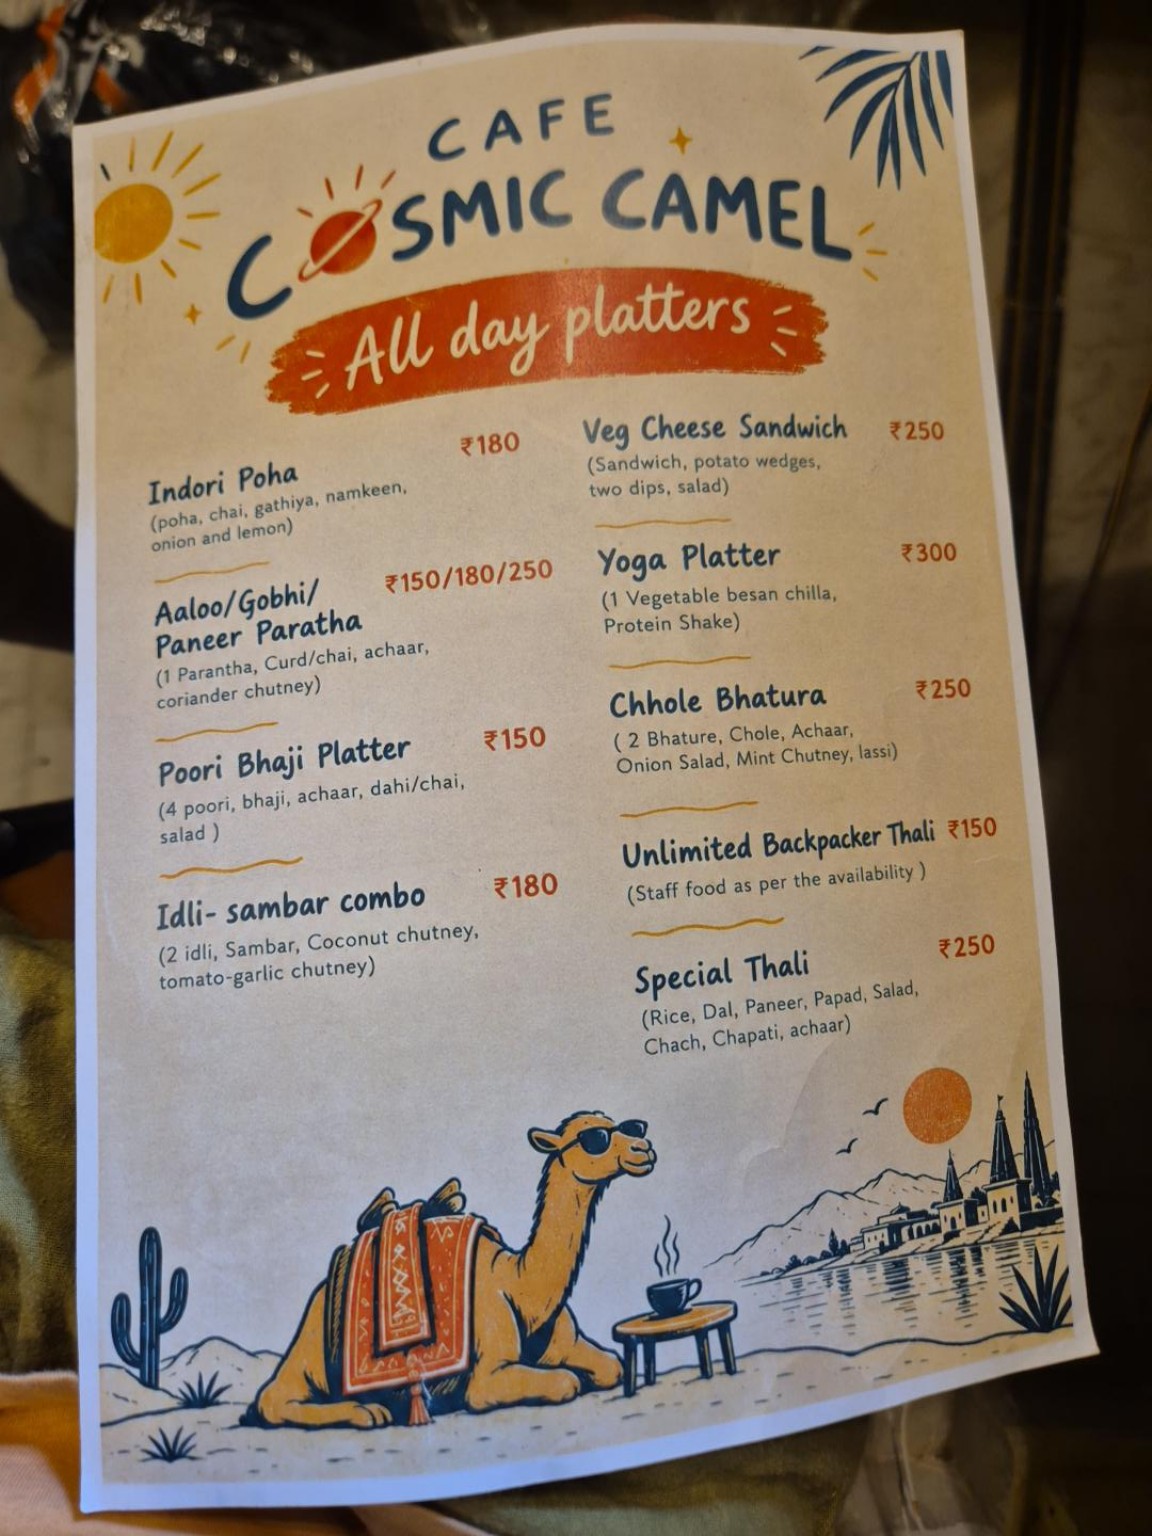 CAFE
COSMIC CAMEL
All day platters
Indori Poha ₹180
(poha, chai, gathiya, namkeen,
onion and lemon)
Aaloo/Gobhi/ ₹150/180/250
Paneer Paratha
(1 Parantha, Curd/chai, achaar,
coriander chutney)
Poori Bhaji Platter ₹150
(4 poori, bhaji, achaar, dahi/chai,
salad )
Idli- sambar combo ₹180
(2 idli, Sambar, Coconut chutney,
tomato-garlic chutney)
Veg Cheese Sandwich ₹250
(Sandwich, potato wedges,
two dips, salad)
Yoga Platter ₹300
(1 Vegetable besan chilla,
Protein Shake)
Chhole Bhatura ₹250
( 2 Bhature, Chole, Achaar,
Onion Salad, Mint Chutney, lassi)
Unlimited Backpacker Thali ₹150
(Staff food as per the availability )
Special Thali ₹250
(Rice, Dal, Paneer, Papad, Salad,
Chach, Chapati, achaar)